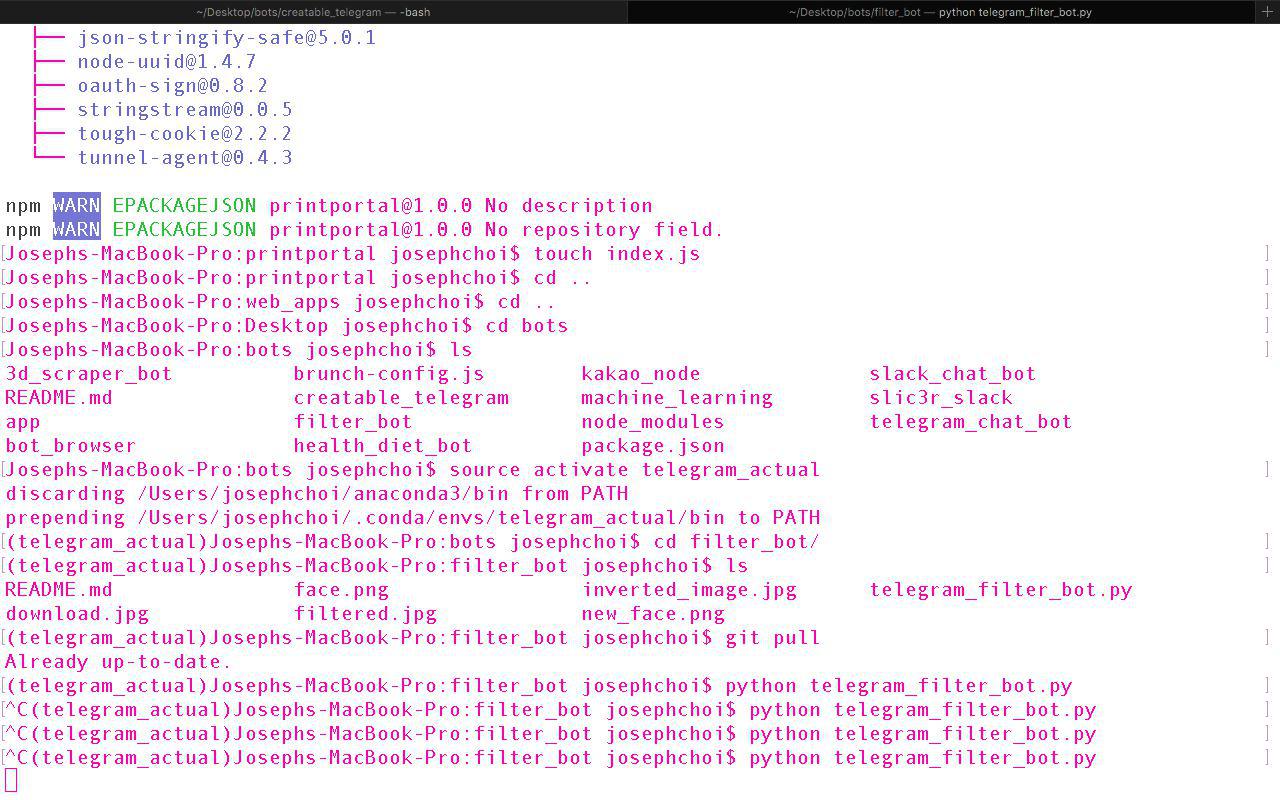 ~/Desktop/bots/creatable_telegram — -bash ~/Desktop/bots/filter_bot — python telegram_filter_bot.py +
├── json-stringify-safe@5.0.1
├── node-uuid@1.4.7
├── oauth-sign@0.8.2
├── stringstream@0.0.5
├── tough-cookie@2.2.2
└── tunnel-agent@0.4.3
npm WARN EPACKAGEJSON printportal@1.0.0 No description
npm WARN EPACKAGEJSON printportal@1.0.0 No repository field.
[Josephs-MacBook-Pro:printportal josephchoi$ touch index.js ]
[Josephs-MacBook-Pro:printportal josephchoi$ cd .. ]
[Josephs-MacBook-Pro:web_apps josephchoi$ cd .. ]
[Josephs-MacBook-Pro:Desktop josephchoi$ cd bots ]
[Josephs-MacBook-Pro:bots josephchoi$ ls ]
3d_scraper_bot brunch-config.js kakao_node slack_chat_bot
README.md creatable_telegram machine_learning slic3r_slack
app filter_bot node_modules telegram_chat_bot
bot_browser health_diet_bot package.json
[Josephs-MacBook-Pro:bots josephchoi$ source activate telegram_actual ]
discarding /Users/josephchoi/anaconda3/bin from PATH
prepending /Users/josephchoi/.conda/envs/telegram_actual/bin to PATH
[(telegram_actual)Josephs-MacBook-Pro:bots josephchoi$ cd filter_bot/ ]
[(telegram_actual)Josephs-MacBook-Pro:filter_bot josephchoi$ ls ]
README.md face.png inverted_image.jpg telegram_filter_bot.py
download.jpg filtered.jpg new_face.png
[(telegram_actual)Josephs-MacBook-Pro:filter_bot josephchoi$ git pull ]
Already up-to-date.
[(telegram_actual)Josephs-MacBook-Pro:filter_bot josephchoi$ python telegram_filter_bot.py ]
[^C(telegram_actual)Josephs-MacBook-Pro:filter_bot josephchoi$ python telegram_filter_bot.py ]
[^C(telegram_actual)Josephs-MacBook-Pro:filter_bot josephchoi$ python telegram_filter_bot.py ]
[^C(telegram_actual)Josephs-MacBook-Pro:filter_bot josephchoi$ python telegram_filter_bot.py ]